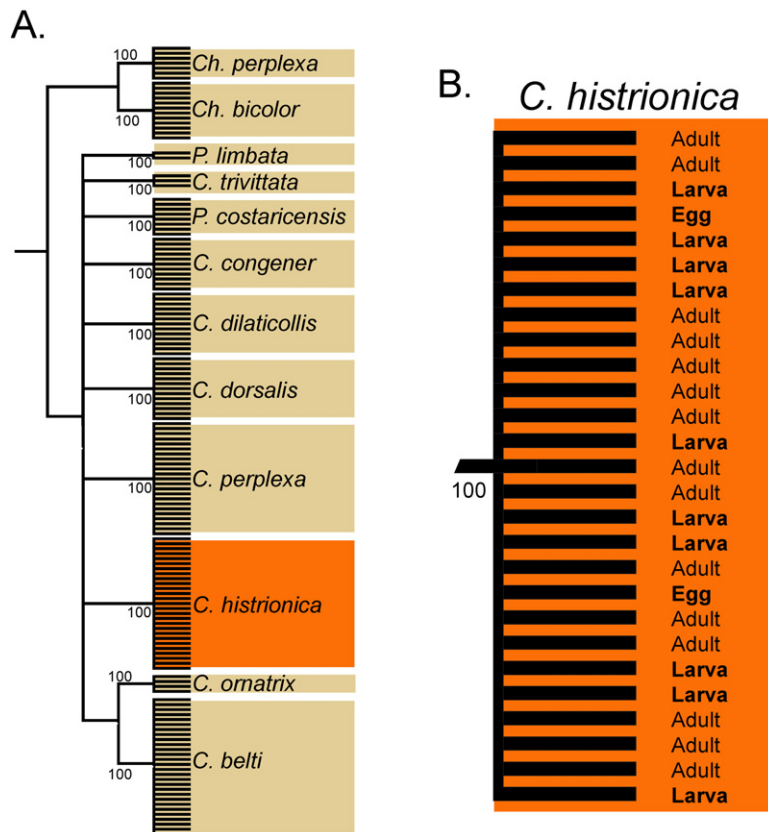 A.
100
Ch. perplexa
Ch. bicolor
100
P. limbata
100
C. trivittata
100
P. costaricensis
100
C. congener
100
C. dilaticollis
100
C. dorsalis
100
C. perplexa
100
C. histrionica
100
100
C. ornatrix
C. belti
100
B.
C. histrionica
Adult
Adult
Larva
Egg
Larva
Larva
Larva
Adult
Adult
Adult
Adult
Adult
Larva
Adult
100
Adult
Larva
Larva
Adult
Egg
Adult
Adult
Larva
Larva
Adult
Adult
Adult
Larva